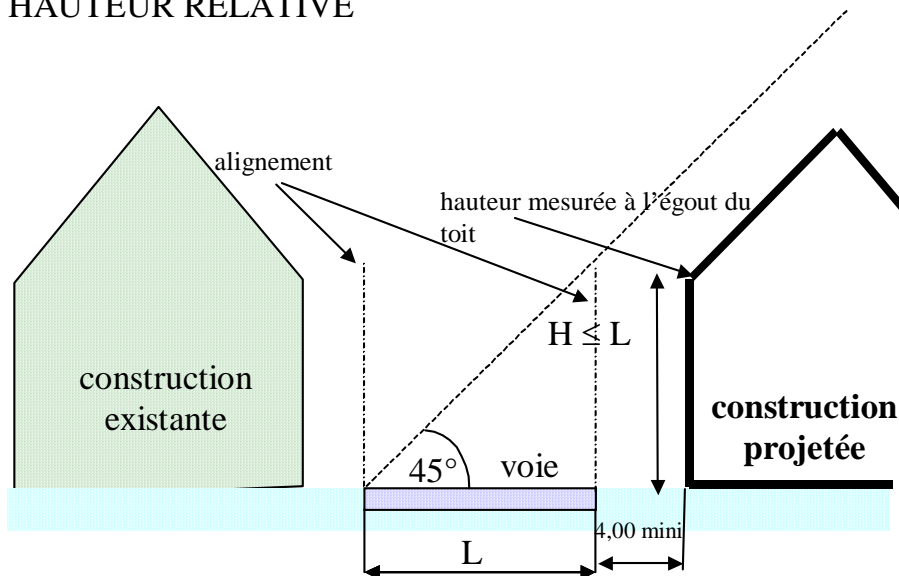 HAUTEUR RELATIVE
alignement
hauteur mesurée à l'égout du
toit
H ≤ L
construction
existante
construction
projetée
45°
voie
4,00 mini
L